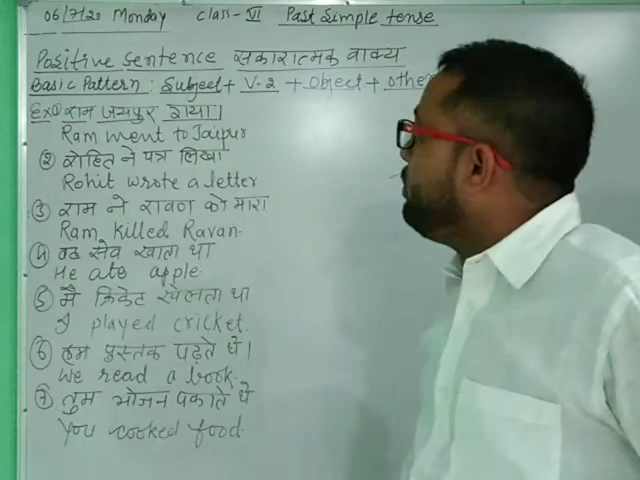 06/7/20 Monday Class- VI Past Simple tense
Positive Sentence सकारात्मक वाक्य
Basic Pattern : Subject + V-2 + Object + othe
Ex① राम जयपुर गया।
Ram went to Jaipur
② रोहित ने पत्र लिखा
Rohit wrote a letter
③ राम ने रावण को मारा
Ram killed Ravan.
④ वह सेव खाता था
He ate apple.
⑤ मैं क्रिकेट खेलता था
I played cricket.
⑥ हम पुस्तक पढ़ते थे।
We read a book.
⑦ तुम भोजन पकाते थे
You cooked food